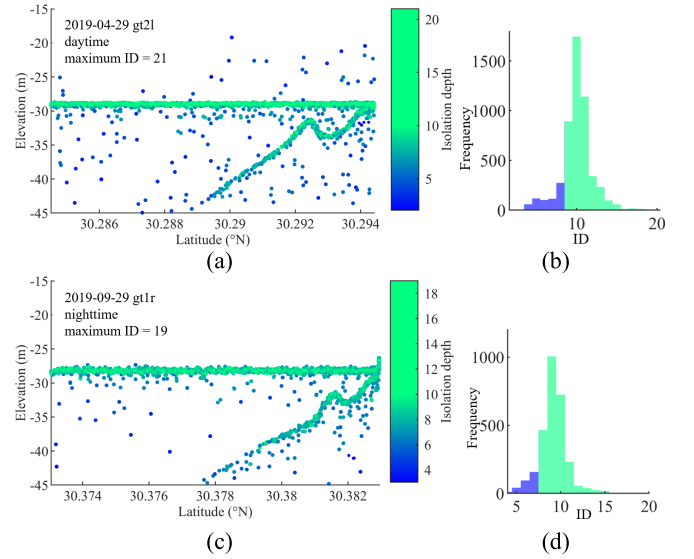 2019-04-29 gt2l
daytime
maximum ID = 21
Elevation (m)
-15
-20
-25
-30
-35
-40
-45
30.286
30.288
30.29
30.292
30.294
Latitude (°N)
20
15
10
5
Isolation depth
(a)
Frequency
1500
1000
500
0
10
20
ID
(b)
2019-09-29 gt1r
nighttime
maximum ID = 19
Elevation (m)
-15
-20
-25
-30
-35
-40
-45
30.374
30.376
30.378
30.38
30.382
Latitude (°N)
18
16
14
12
10
8
6
4
Isolation depth
(c)
Frequency
1000
500
0
5
10
15
20
ID
(d)